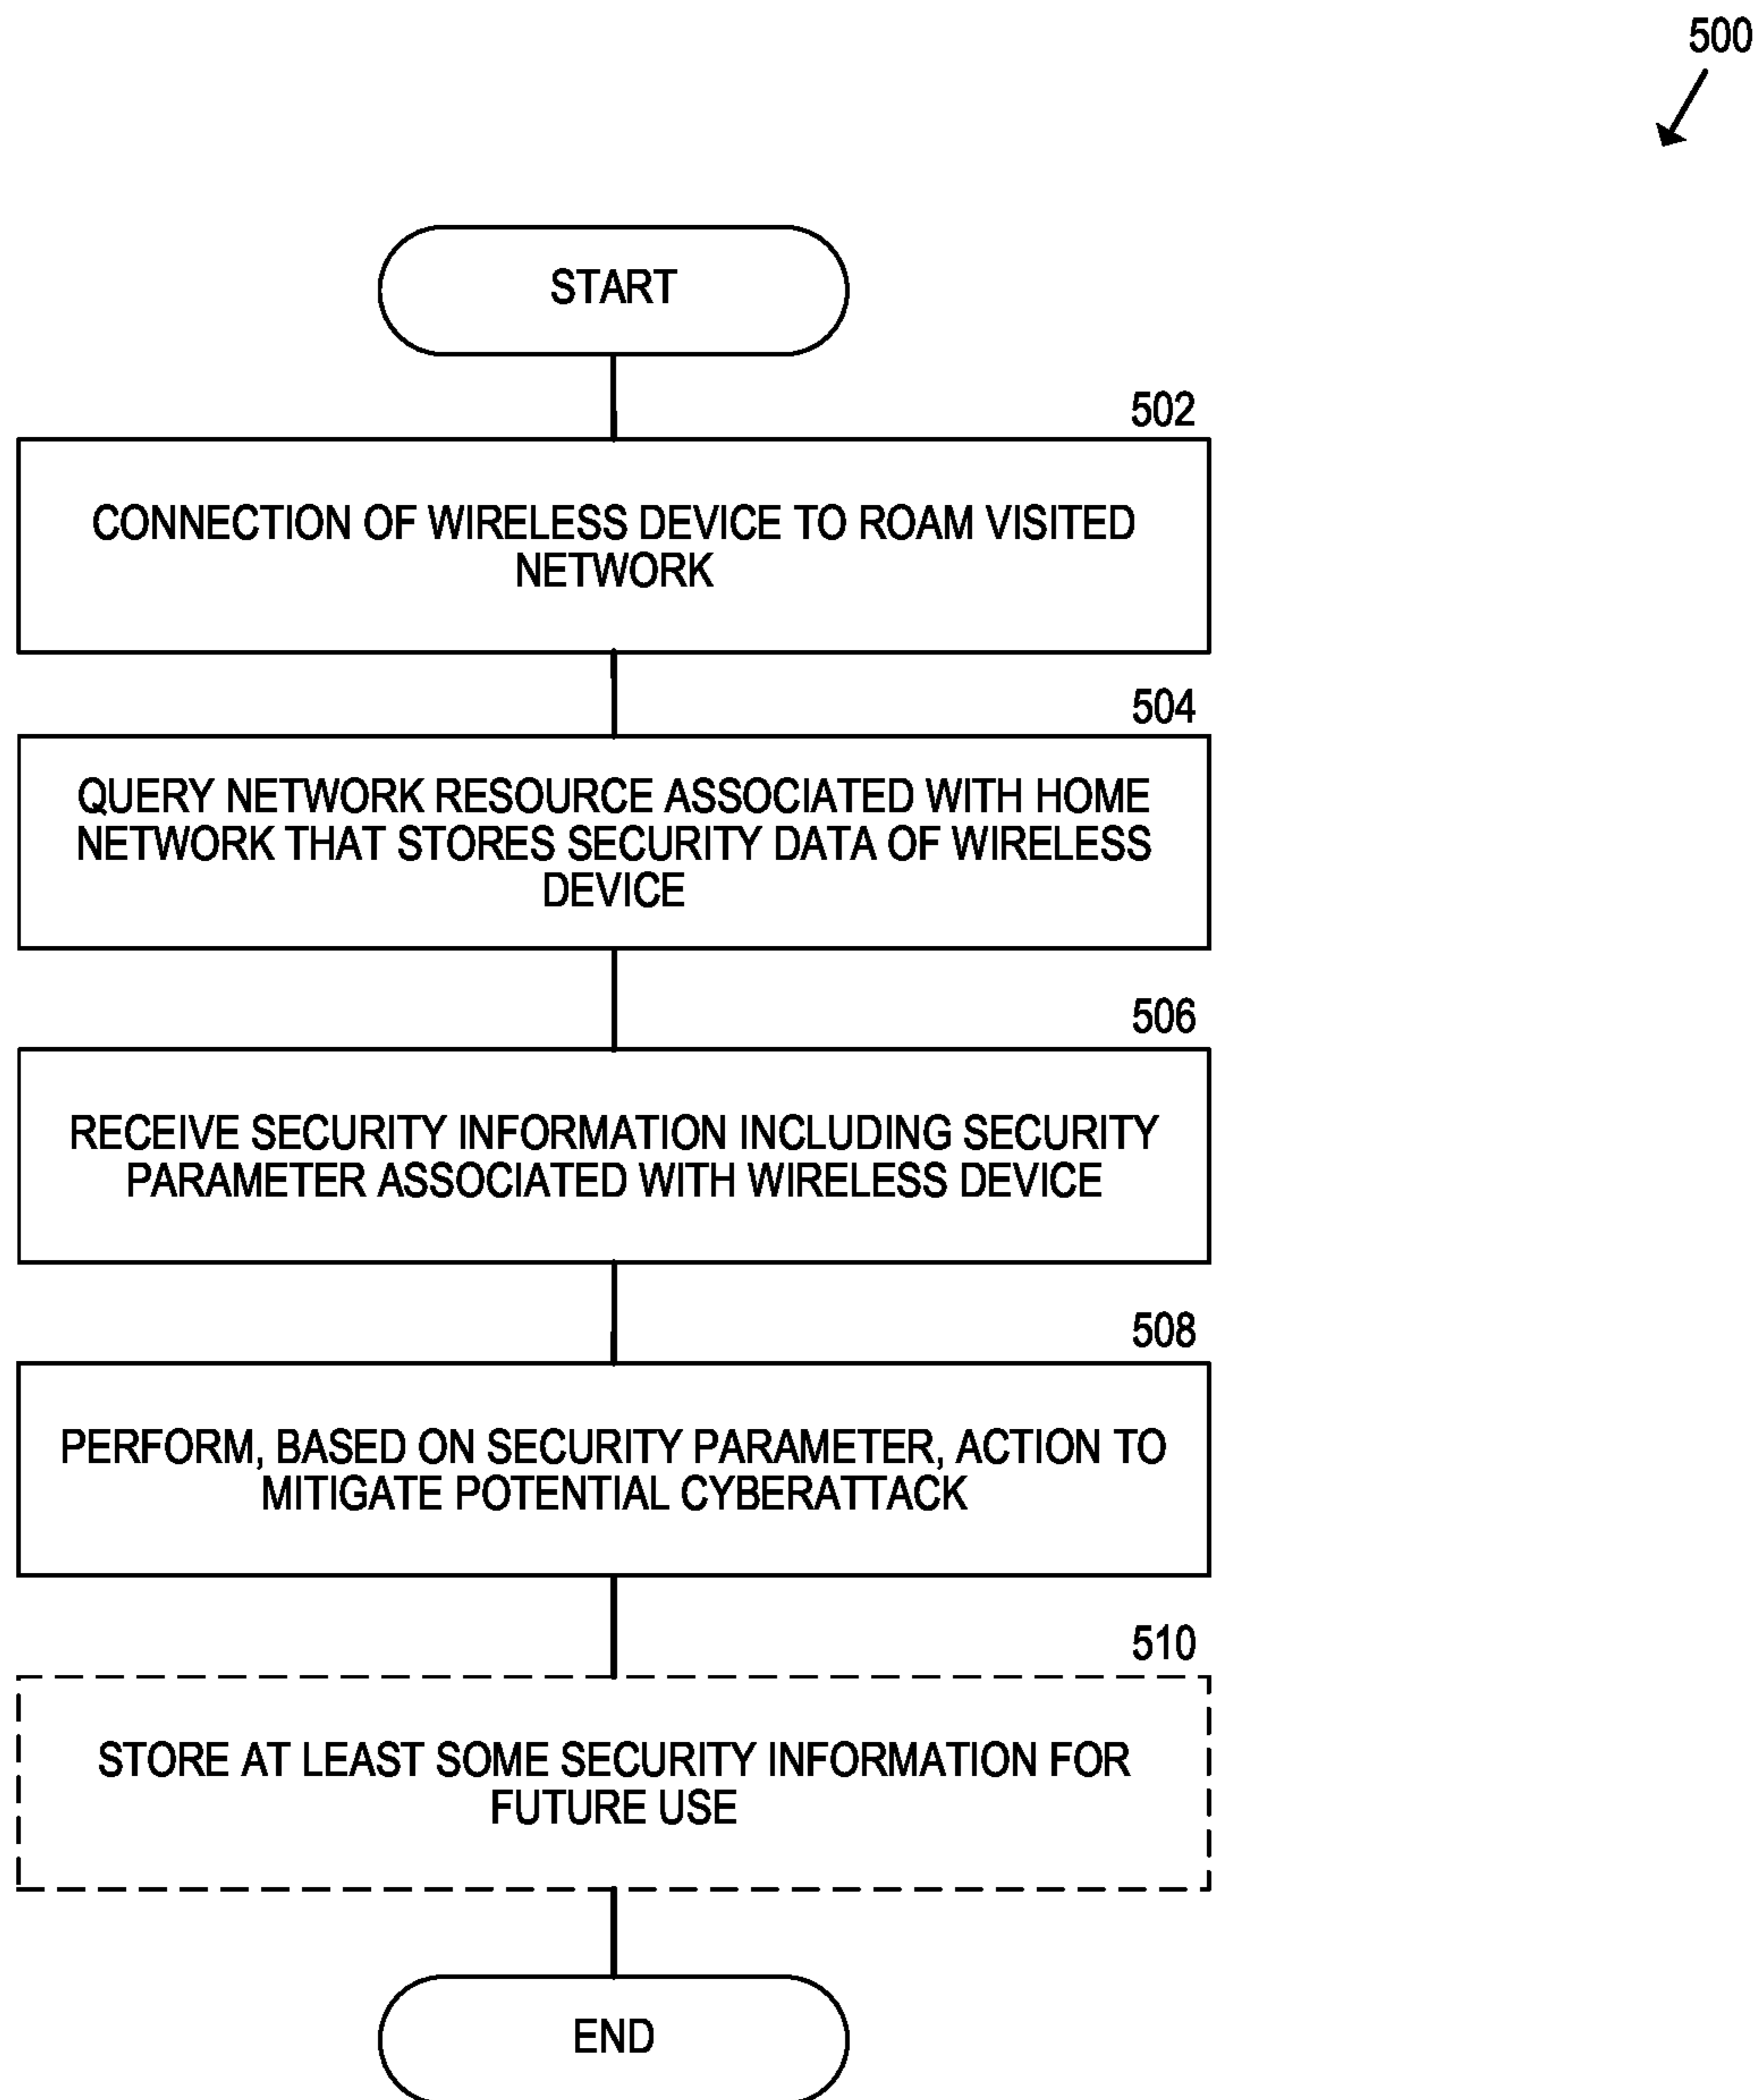 500
START
502
CONNECTION OF WIRELESS DEVICE TO ROAM VISITED
NETWORK
504
QUERY NETWORK RESOURCE ASSOCIATED WITH HOME
NETWORK THAT STORES SECURITY DATA OF WIRELESS
DEVICE
506
RECEIVE SECURITY INFORMATION INCLUDING SECURITY
PARAMETER ASSOCIATED WITH WIRELESS DEVICE
508
PERFORM, BASED ON SECURITY PARAMETER, ACTION TO
MITIGATE POTENTIAL CYBERATTACK
510
STORE AT LEAST SOME SECURITY INFORMATION FOR
FUTURE USE
END